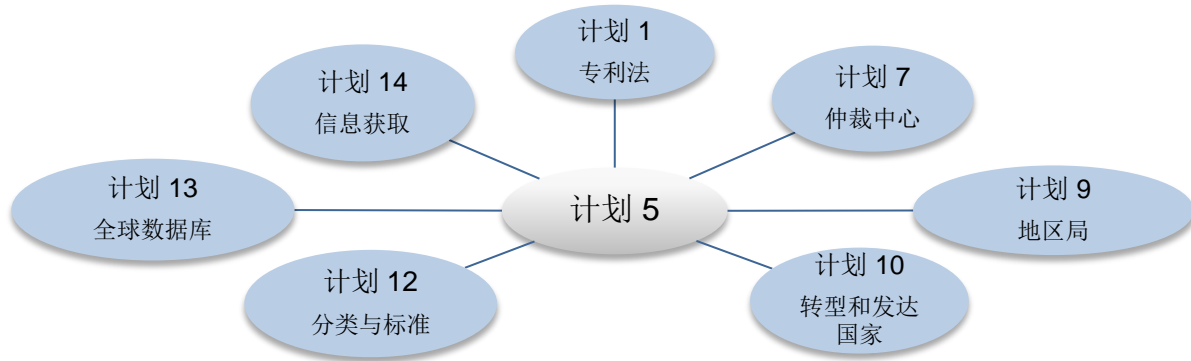 计划 1
专利法
计划 14
信息获取
计划 7
仲裁中心
计划 13
全球数据库
计划 5
计划 9
地区局
计划 12
分类与标准
计划 10
转型和发达
国家